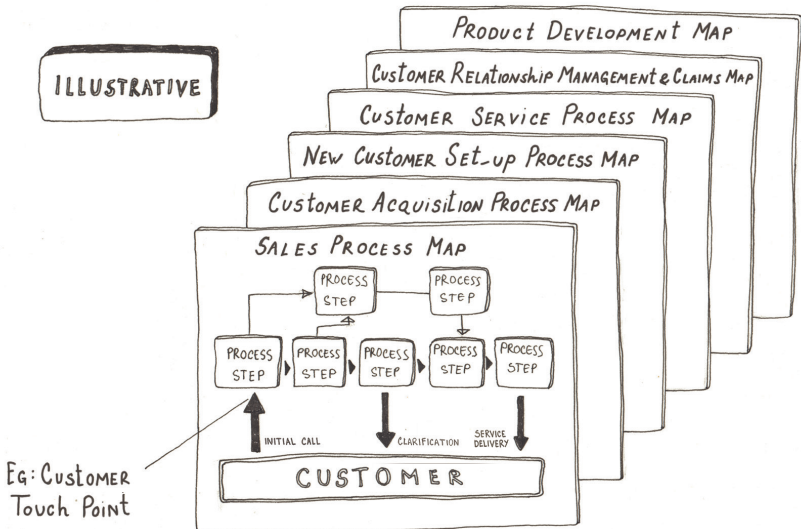 ILLUSTRATIVE
PRODUCT DEVELOPMENT MAP
CUSTOMER RELATIONSHIP MANAGEMENT & CLAIMS MAP
CUSTOMER SERVICE PROCESS MAP
NEW CUSTOMER SET-UP PROCESS MAP
CUSTOMER ACQUISITION PROCESS MAP
SALES PROCESS MAP
PROCESS
STEP
PROCESS
STEP
PROCESS
STEP
PROCESS
STEP
PROCESS
STEP
PROCESS
STEP
PROCESS
STEP
INITIAL CALL
CLARIFICATION
SERVICE
DELIVERY
CUSTOMER
EG: CUSTOMER
TOUCH POINT